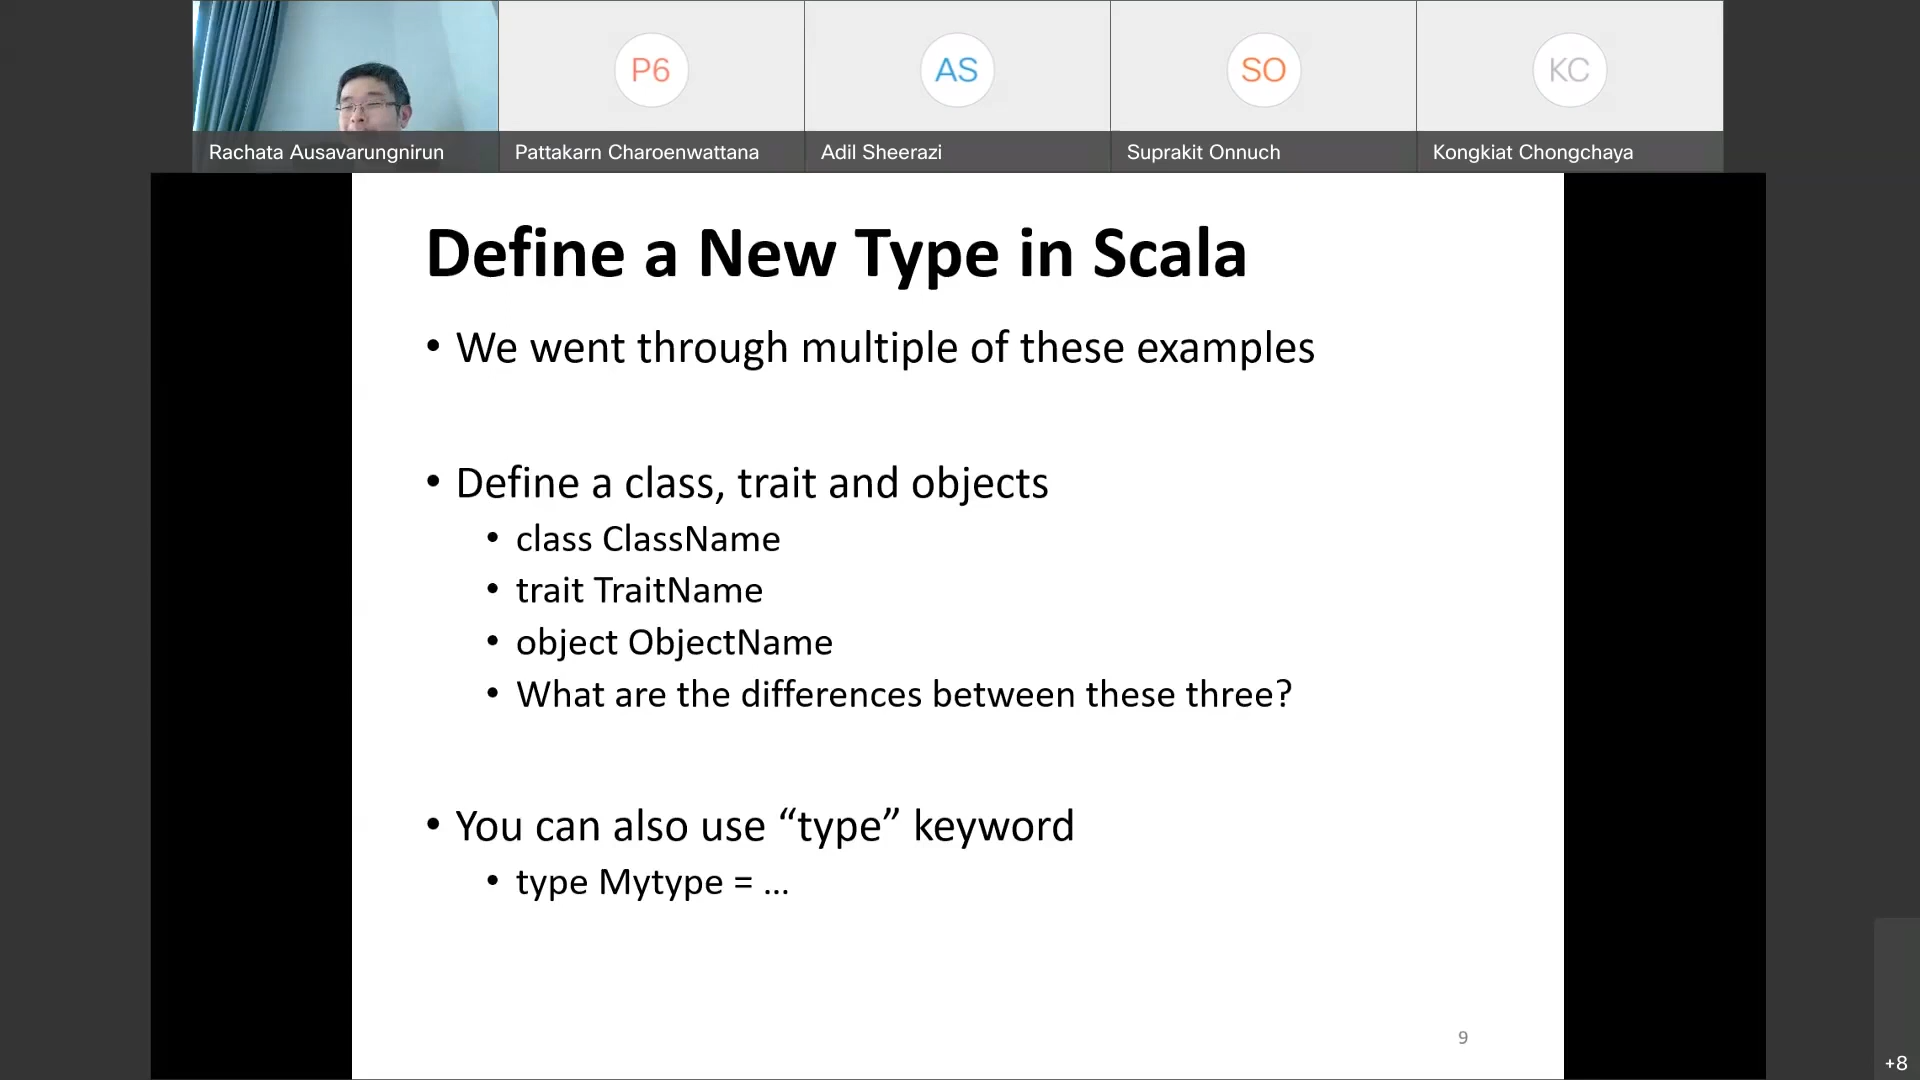 P6
AS
SO
KC
Rachata Ausavarungnirun
Pattakarn Charoenwattana
Adil Sheerazi
Suprakit Onnuch
Kongkiat Chongchaya
Define a New Type in Scala
• We went through multiple of these examples
• Define a class, trait and objects
• class ClassName
• trait TraitName
• object ObjectName
• What are the differences between these three?
• You can also use “type” keyword
• type Mytype = ...
9
+8